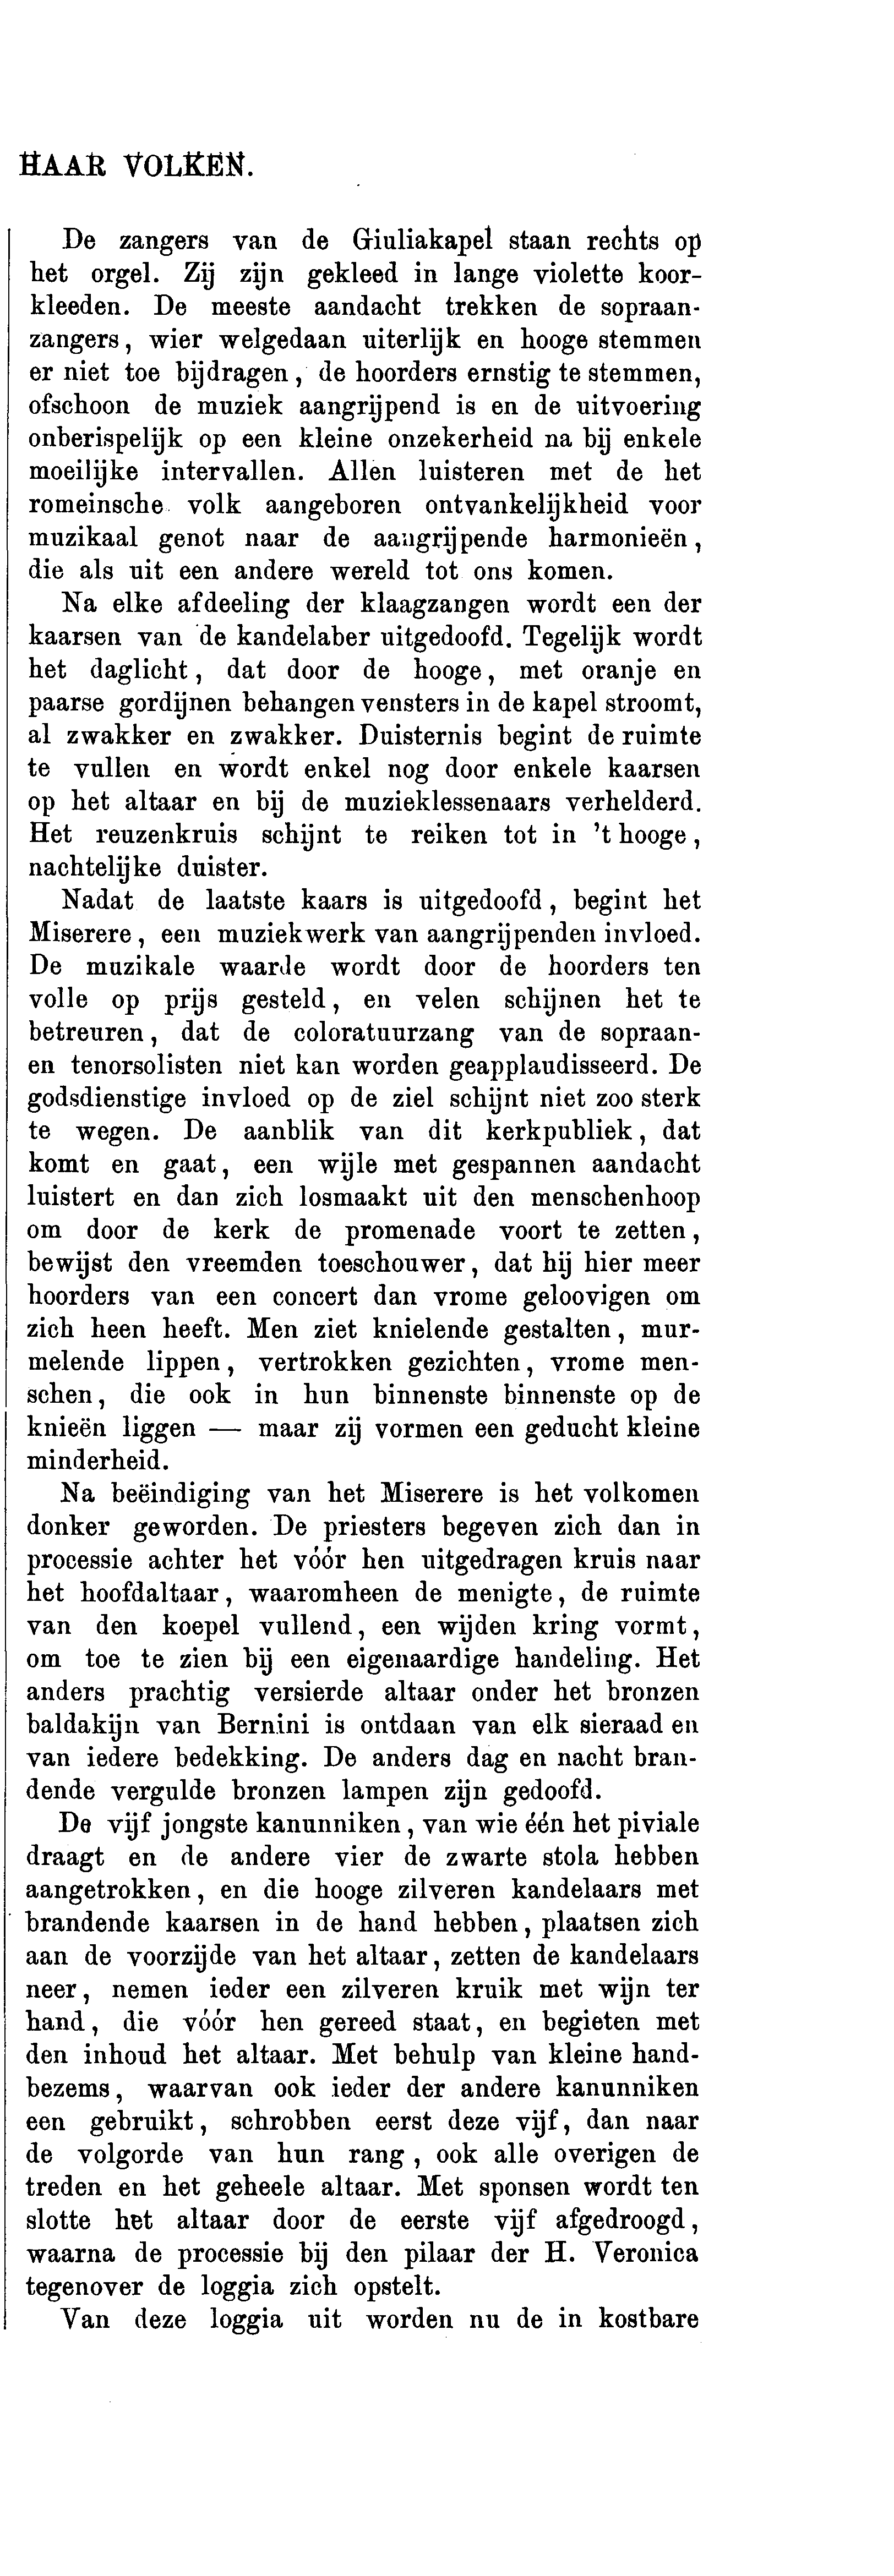 HAAR VOLKEN.
De zangers van de Giuliakapel staan rechts op
het orgel. Zij zijn gekleed in lange violette koor-
kleeden. De meeste aandacht trekken de sopraan-
zangers, wier welgedaan uiterlijk en hooge stemmen
er niet toe bijdragen, de hoorders ernstig te stemmen,
ofschoon de muziek aangrijpend is en de uitvoering
onberispelijk op een kleine onzekerheid na bij enkele
moeilijke intervallen. Allen luisteren met de het
romeinsche volk aangeboren ontvankelijkheid voor
muzikaal genot naar de aangrijpende harmonieën,
die als uit een andere wereld tot ons komen.
Na elke afdeeling der klaagzangen wordt een der
kaarsen van de kandelaber uitgedoofd. Tegelijk wordt
het daglicht, dat door de hooge, met oranje en
paarse gordijnen behangen vensters in de kapel stroomt,
al zwakker en zwakker. Duisternis begint de ruimte
te vullen en wordt enkel nog door enkele kaarsen
op het altaar en bij de muzieklessenaars verhelderd.
Het reuzenkruis schijnt te reiken tot in 't hooge,
nachtelijke duister.
Nadat de laatste kaars is uitgedoofd, begint het
Miserere, een muziekwerk van aangrijpenden invloed.
De muzikale waarde wordt door de hoorders ten
volle op prijs gesteld, en velen schijnen het te
betreuren, dat de coloratuurzang van de sopraan-
en tenorsolisten niet kan worden geapplaudisseerd. De
godsdienstige invloed op de ziel schijnt niet zoo sterk
te wegen. De aanblik van dit kerkpubliek, dat
komt en gaat, een wijle met gespannen aandacht
luistert en dan zich losmaakt uit den menschenhoop
om door de kerk de promenade voort te zetten,
bewijst den vreemden toeschouwer, dat hij hier meer
hoorders van een concert dan vrome geloovigen om
zich heen heeft. Men ziet knielende gestalten, mur-
melende lippen, vertrokken gezichten, vrome men-
schen, die ook in hun binnenste binnenste op de
knieën liggen — maar zij vormen een geducht kleine
minderheid.
Na beëindiging van het Miserere is het volkomen
donker geworden. De priesters begeven zich dan in
processie achter het vóór hen uitgedragen kruis naar
het hoofdaltaar, waaromheen de menigte, de ruimte
van den koepel vullend, een wijden kring vormt,
om toe te zien bij een eigenaardige handeling. Het
anders prachtig versierde altaar onder het bronzen
baldakijn van Bernini is ontdaan van elk sieraad en
van iedere bedekking. De anders dag en nacht bran-
dende vergulde bronzen lampen zijn gedoofd.
De vijf jongste kanunniken, van wie één het piviale
draagt en de andere vier de zwarte stola hebben
aangetrokken, en die hooge zilveren kandelaars met
brandende kaarsen in de hand hebben, plaatsen zich
aan de voorzijde van het altaar, zetten de kandelaars
neer, nemen ieder een zilveren kruik met wijn ter
hand, die vóór hen gereed staat, en begieten met
den inhoud het altaar. Met behulp van kleine hand-
bezems, waarvan ook ieder der andere kanunniken
een gebruikt, schrobben eerst deze vijf, dan naar
de volgorde van hun rang, ook alle overigen de
treden en het geheele altaar. Met sponsen wordt ten
slotte het altaar door de eerste vijf afgedroogd,
waarna de processie bij den pilaar der H. Veronica
tegenover de loggia zich opstelt.
Van deze loggia uit worden nu de in kostbare